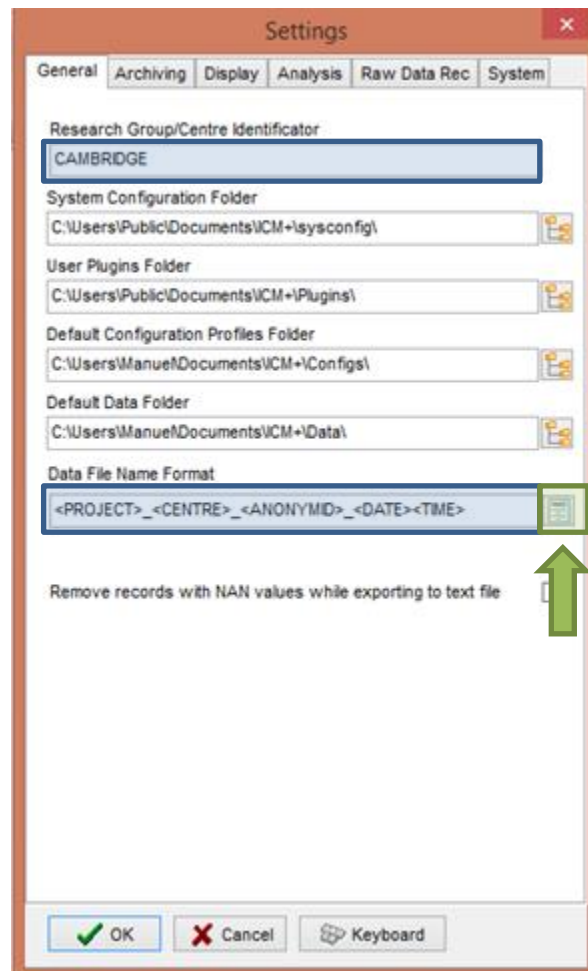 Settings
General Archiving Display Analysis Raw Data Rec System
Research Group/Centre Identificator
CAMBRIDGE
System Configuration Folder
C:\Users\Public\Documents\ICM+\sysconfig\
User Plugins Folder
C:\Users\Public\Documents\ICM+\Plugins\
Default Configuration Profiles Folder
C:\Users\Manuel\Documents\ICM+\Configs\
Default Data Folder
C:\Users\Manuel\Documents\ICM+\Data\
Data File Name Format
<PROJECT>_<CENTRE>_<ANONYMID>_<DATE><TIME>
Remove records with NAN values while exporting to text file
OK Cancel Keyboard